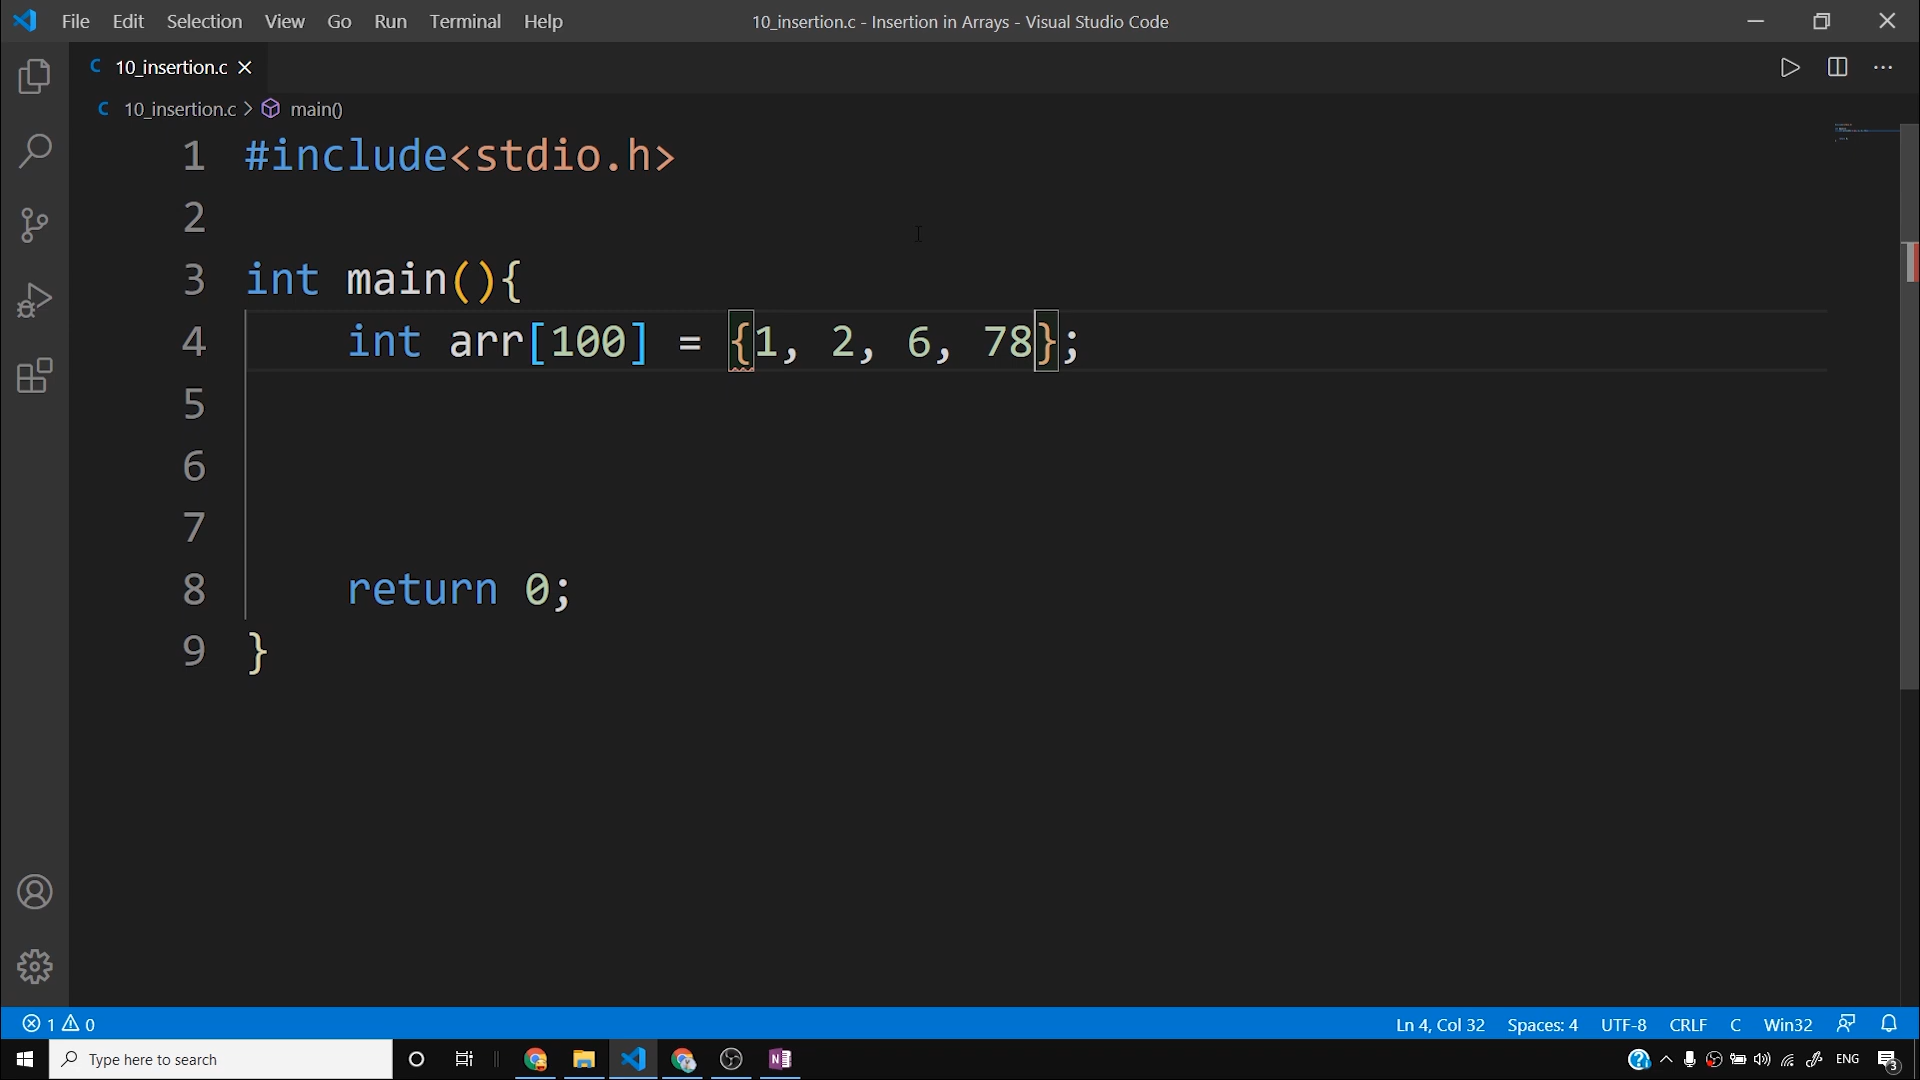 File Edit Selection View Go Run Terminal Help 10_insertion.c - Insertion in Arrays - Visual Studio Code
C 10_insertion.c
C 10_insertion.c > main()
1 #include<stdio.h>
2
3 int main(){
4 int arr[100] = {1, 2, 6, 78};
5
6
7
8 return 0;
9 }
1 0 Ln 4, Col 32 Spaces: 4 UTF-8 CRLF C Win32
Type here to search N ENG 3